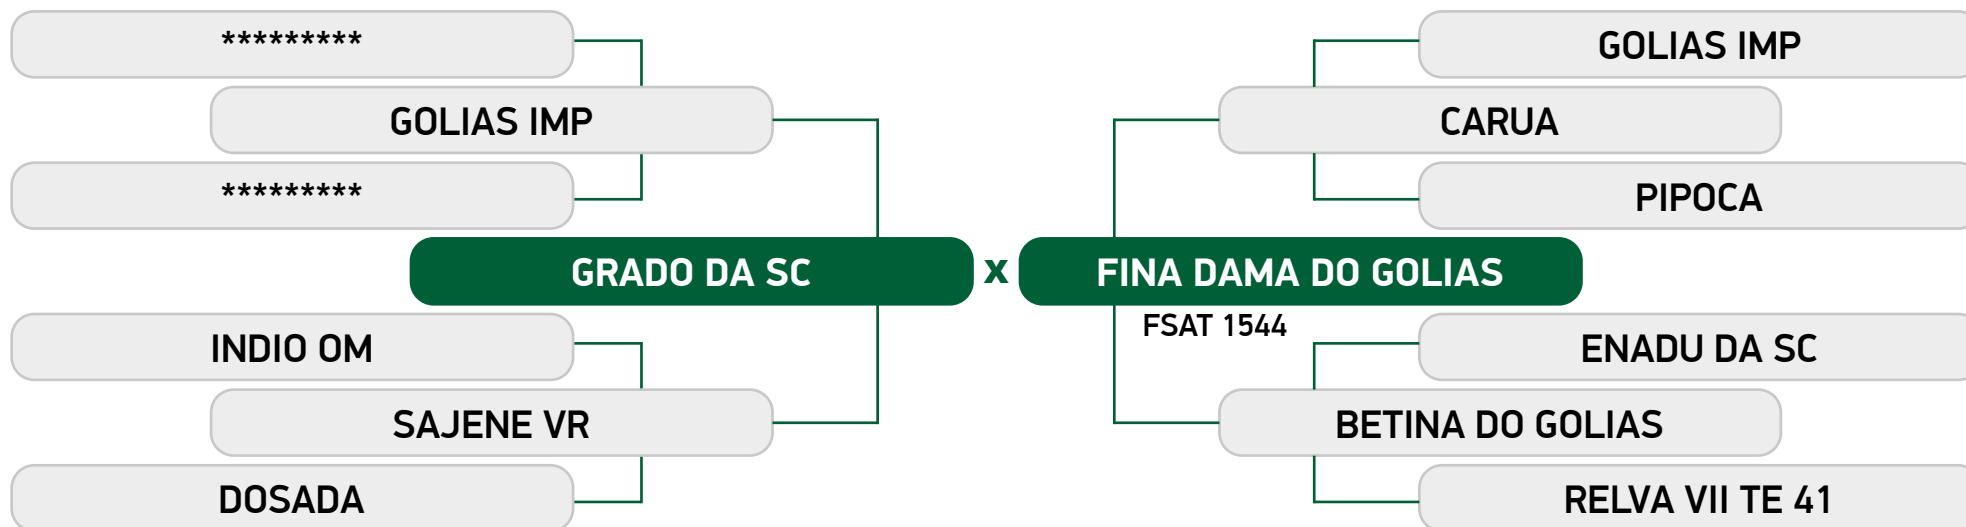 *********
GOLIAS IMP
*********
GRADO DA SC
INDIO OM
SAJENE VR
DOSADA
x
GOLIAS IMP
CARUA
PIPOCA
FINA DAMA DO GOLIAS
FSAT 1544
ENADU DA SC
BETINA DO GOLIAS
RELVA VII TE 41